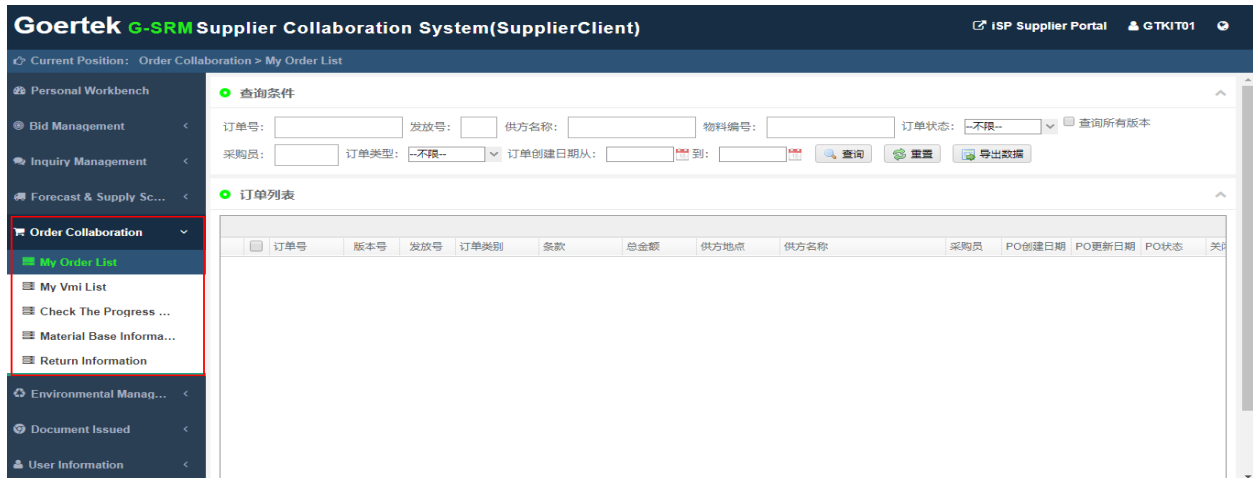 Goertek G-SRM Supplier Collaboration System(SupplierClient)
iSP Supplier Portal GTKIT01
Current Position: Order Collaboration > My Order List
Personal Workbench
Bid Management
Inquiry Management
Forecast & Supply Sc...
Order Collaboration
My Order List
My Vmi List
Check The Progress ...
Material Base Informa...
Return Information
Environmental Manag...
Document Issued
User Information
查询条件
订单号: 发放号: 供方名称: 物料编号: 订单状态: --不限-- 查询所有版本
采购员: 订单类型: --不限-- 订单创建日期从: 到: 查询 重置 导出数据
订单列表
订单号 版本号 发放号 订单类别 条款 总金额 供方地点 供方名称 采购员 PO创建日期 PO更新日期 PO状态